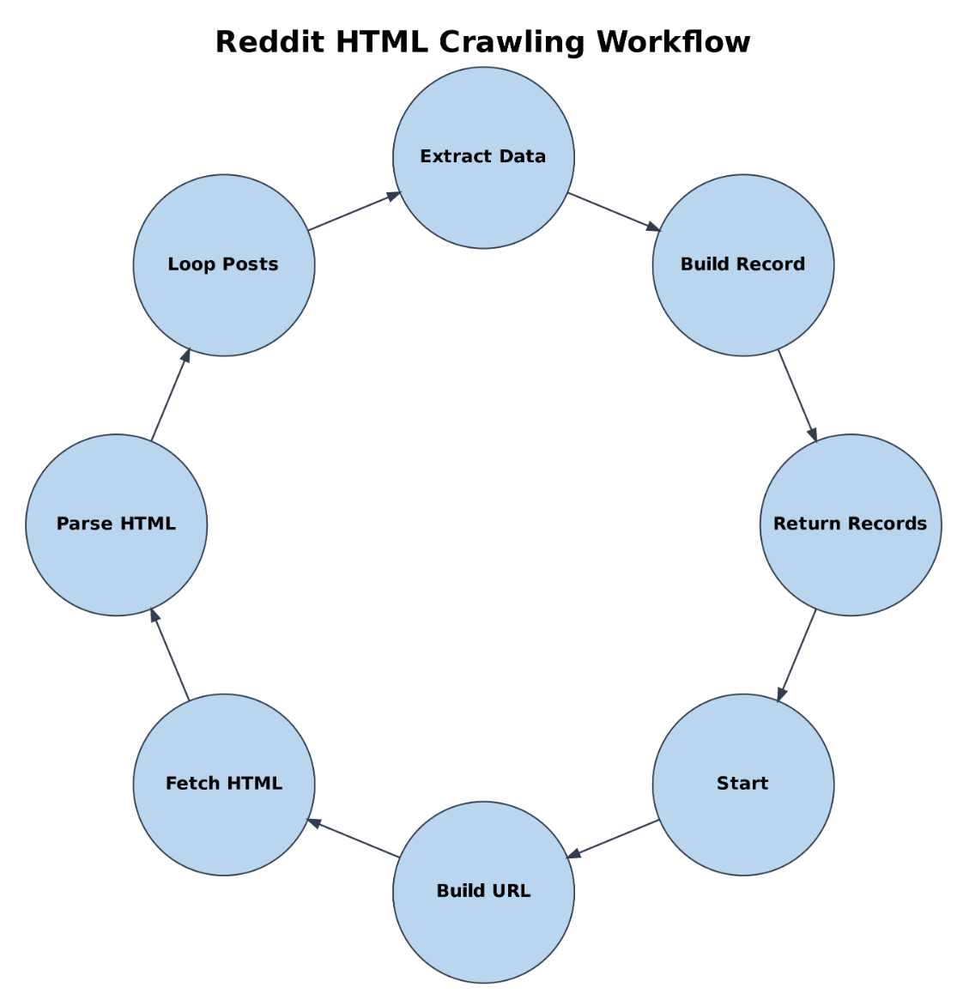 Reddit HTML Crawling Workflow
Extract Data
Loop Posts
Build Record
Parse HTML
Return Records
Fetch HTML
Start
Build URL